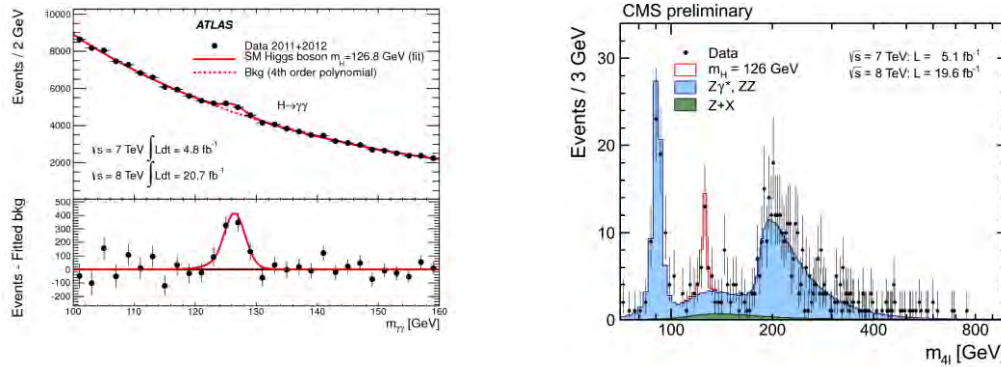 ATLAS
Data 2011+2012
SM Higgs boson m_H=126.8 GeV (fit)
Bkg (4th order polynomial)
H→γγ
√s = 7 TeV ∫Ldt = 4.8 fb⁻¹
√s = 8 TeV ∫Ldt = 20.7 fb⁻¹
Events / 2 GeV
10000
8000
6000
4000
2000
Events - Fitted bkg
500
400
300
200
100
0
-100
-200
100 110 120 130 140 150 160
m_γγ [GeV]
CMS preliminary
Data
m_H = 126 GeV
Zγ*, ZZ
Z+X
√s = 7 TeV: L = 5.1 fb⁻¹
√s = 8 TeV: L = 19.6 fb⁻¹
Events / 3 GeV
30
20
10
0
100 200 400 800
m_4l [GeV]